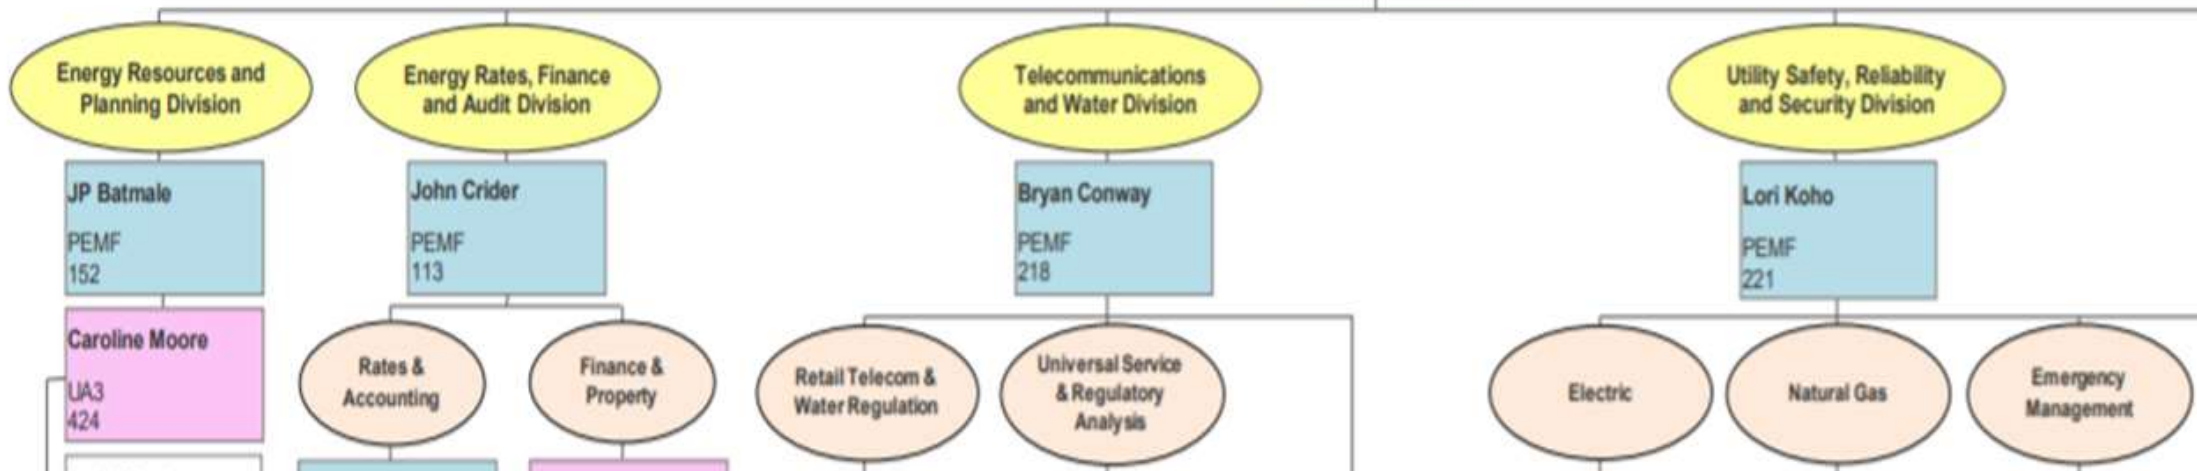 Energy Resources and
Planning Division
Energy Rates, Finance
and Audit Division
Telecommunications
and Water Division
Utility Safety, Reliability
and Security Division
JP Batmale
PEMF
152
John Crider
PEMF
113
Bryan Conway
PEMF
218
Lori Koho
PEMF
221
Caroline Moore
UA3
424
Rates &
Accounting
Finance &
Property
Retail Telecom &
Water Regulation
Universal Service
& Regulatory
Analysis
Electric
Natural Gas
Emergency
Management